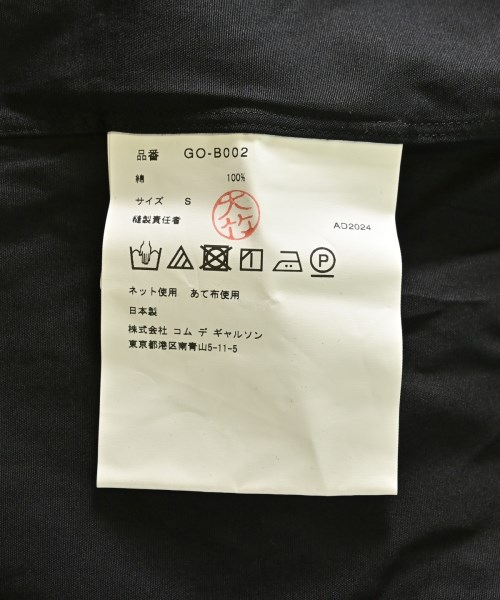 品番 GO-B002
綿 100%
サイズ S
縫製責任者 大竹 AD2024
ネット使用 あて布使用
日本製
株式会社 コム デ ギャルソン
東京都港区南青山5-11-5